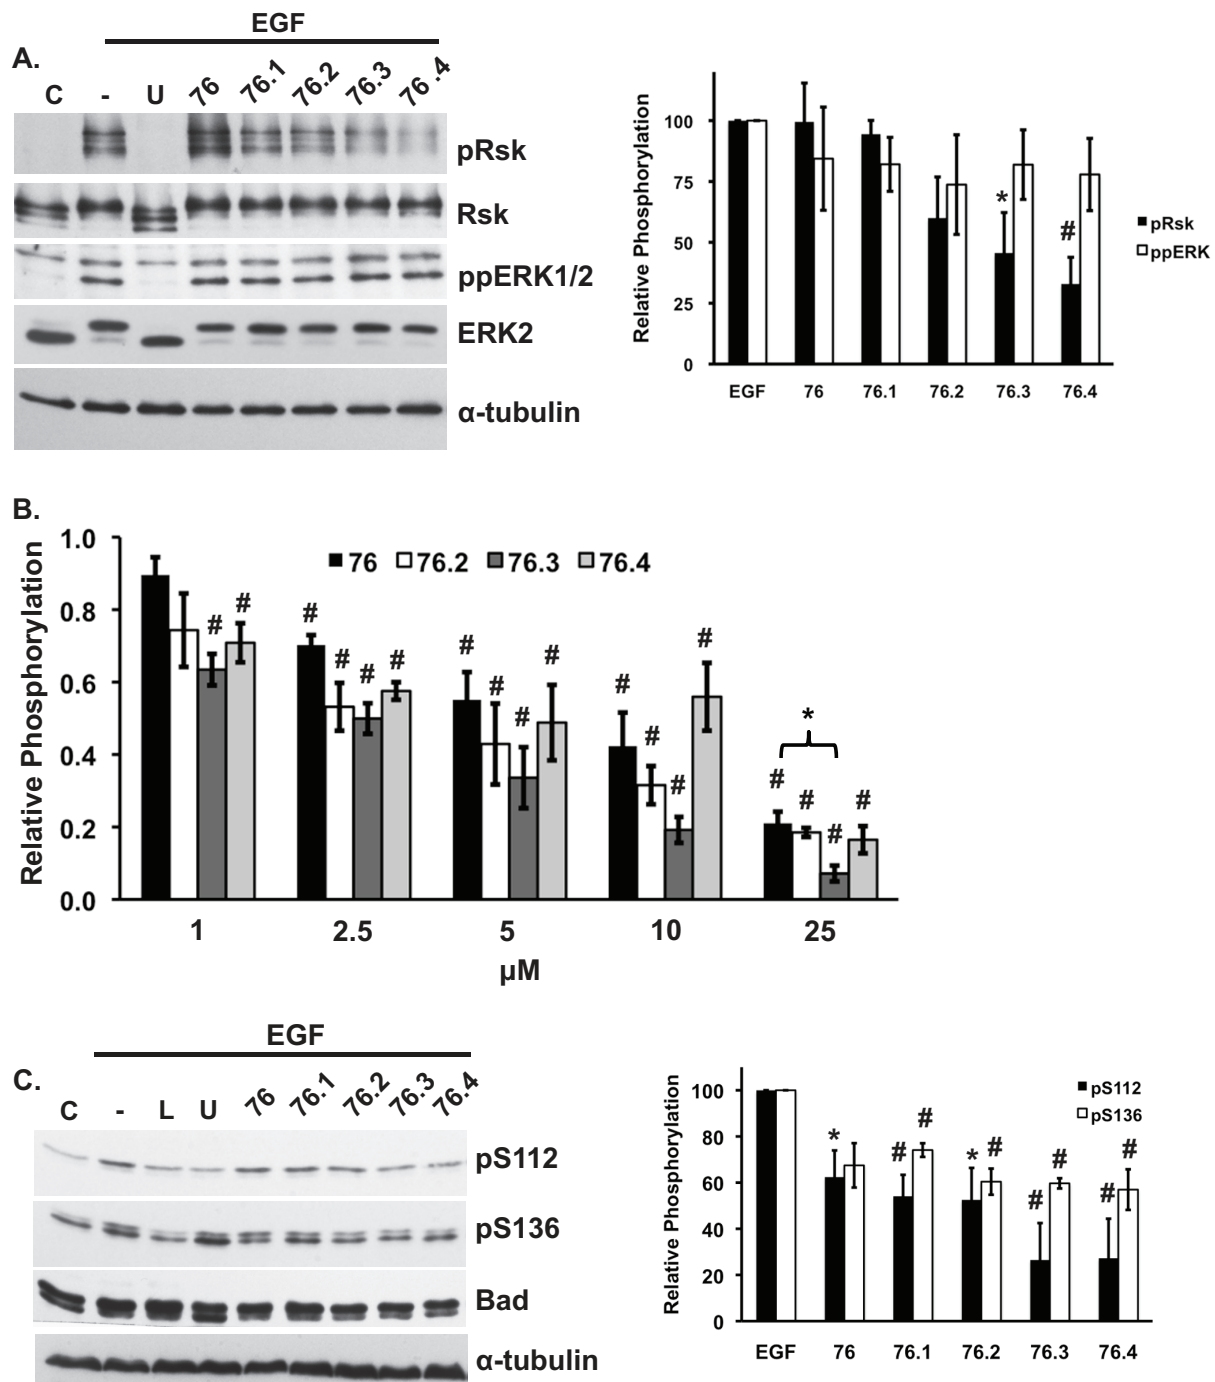 EGF
A.
C - U 76 76.1 76.2 76.3 76.4
pRsk
Rsk
ppERK1/2
ERK2
α-tubulin
Relative Phosphorylation
100
75
50
25
0
* #
pRsk
ppERK
EGF 76 76.1 76.2 76.3 76.4
B.
Relative Phosphorylation
1.0
0.8
0.6
0.4
0.2
0.0
76 76.2 76.3 76.4
# #
# # # #
# # # #
# # # #
*
# # # #
1 2.5 5 10 25
µM
EGF
C.
C - L U 76 76.1 76.2 76.3 76.4
pS112
pS136
Bad
α-tubulin
Relative Phosphorylation
100
80
60
40
20
0
pS112
pS136
* # # * # # # # #
EGF 76 76.1 76.2 76.3 76.4